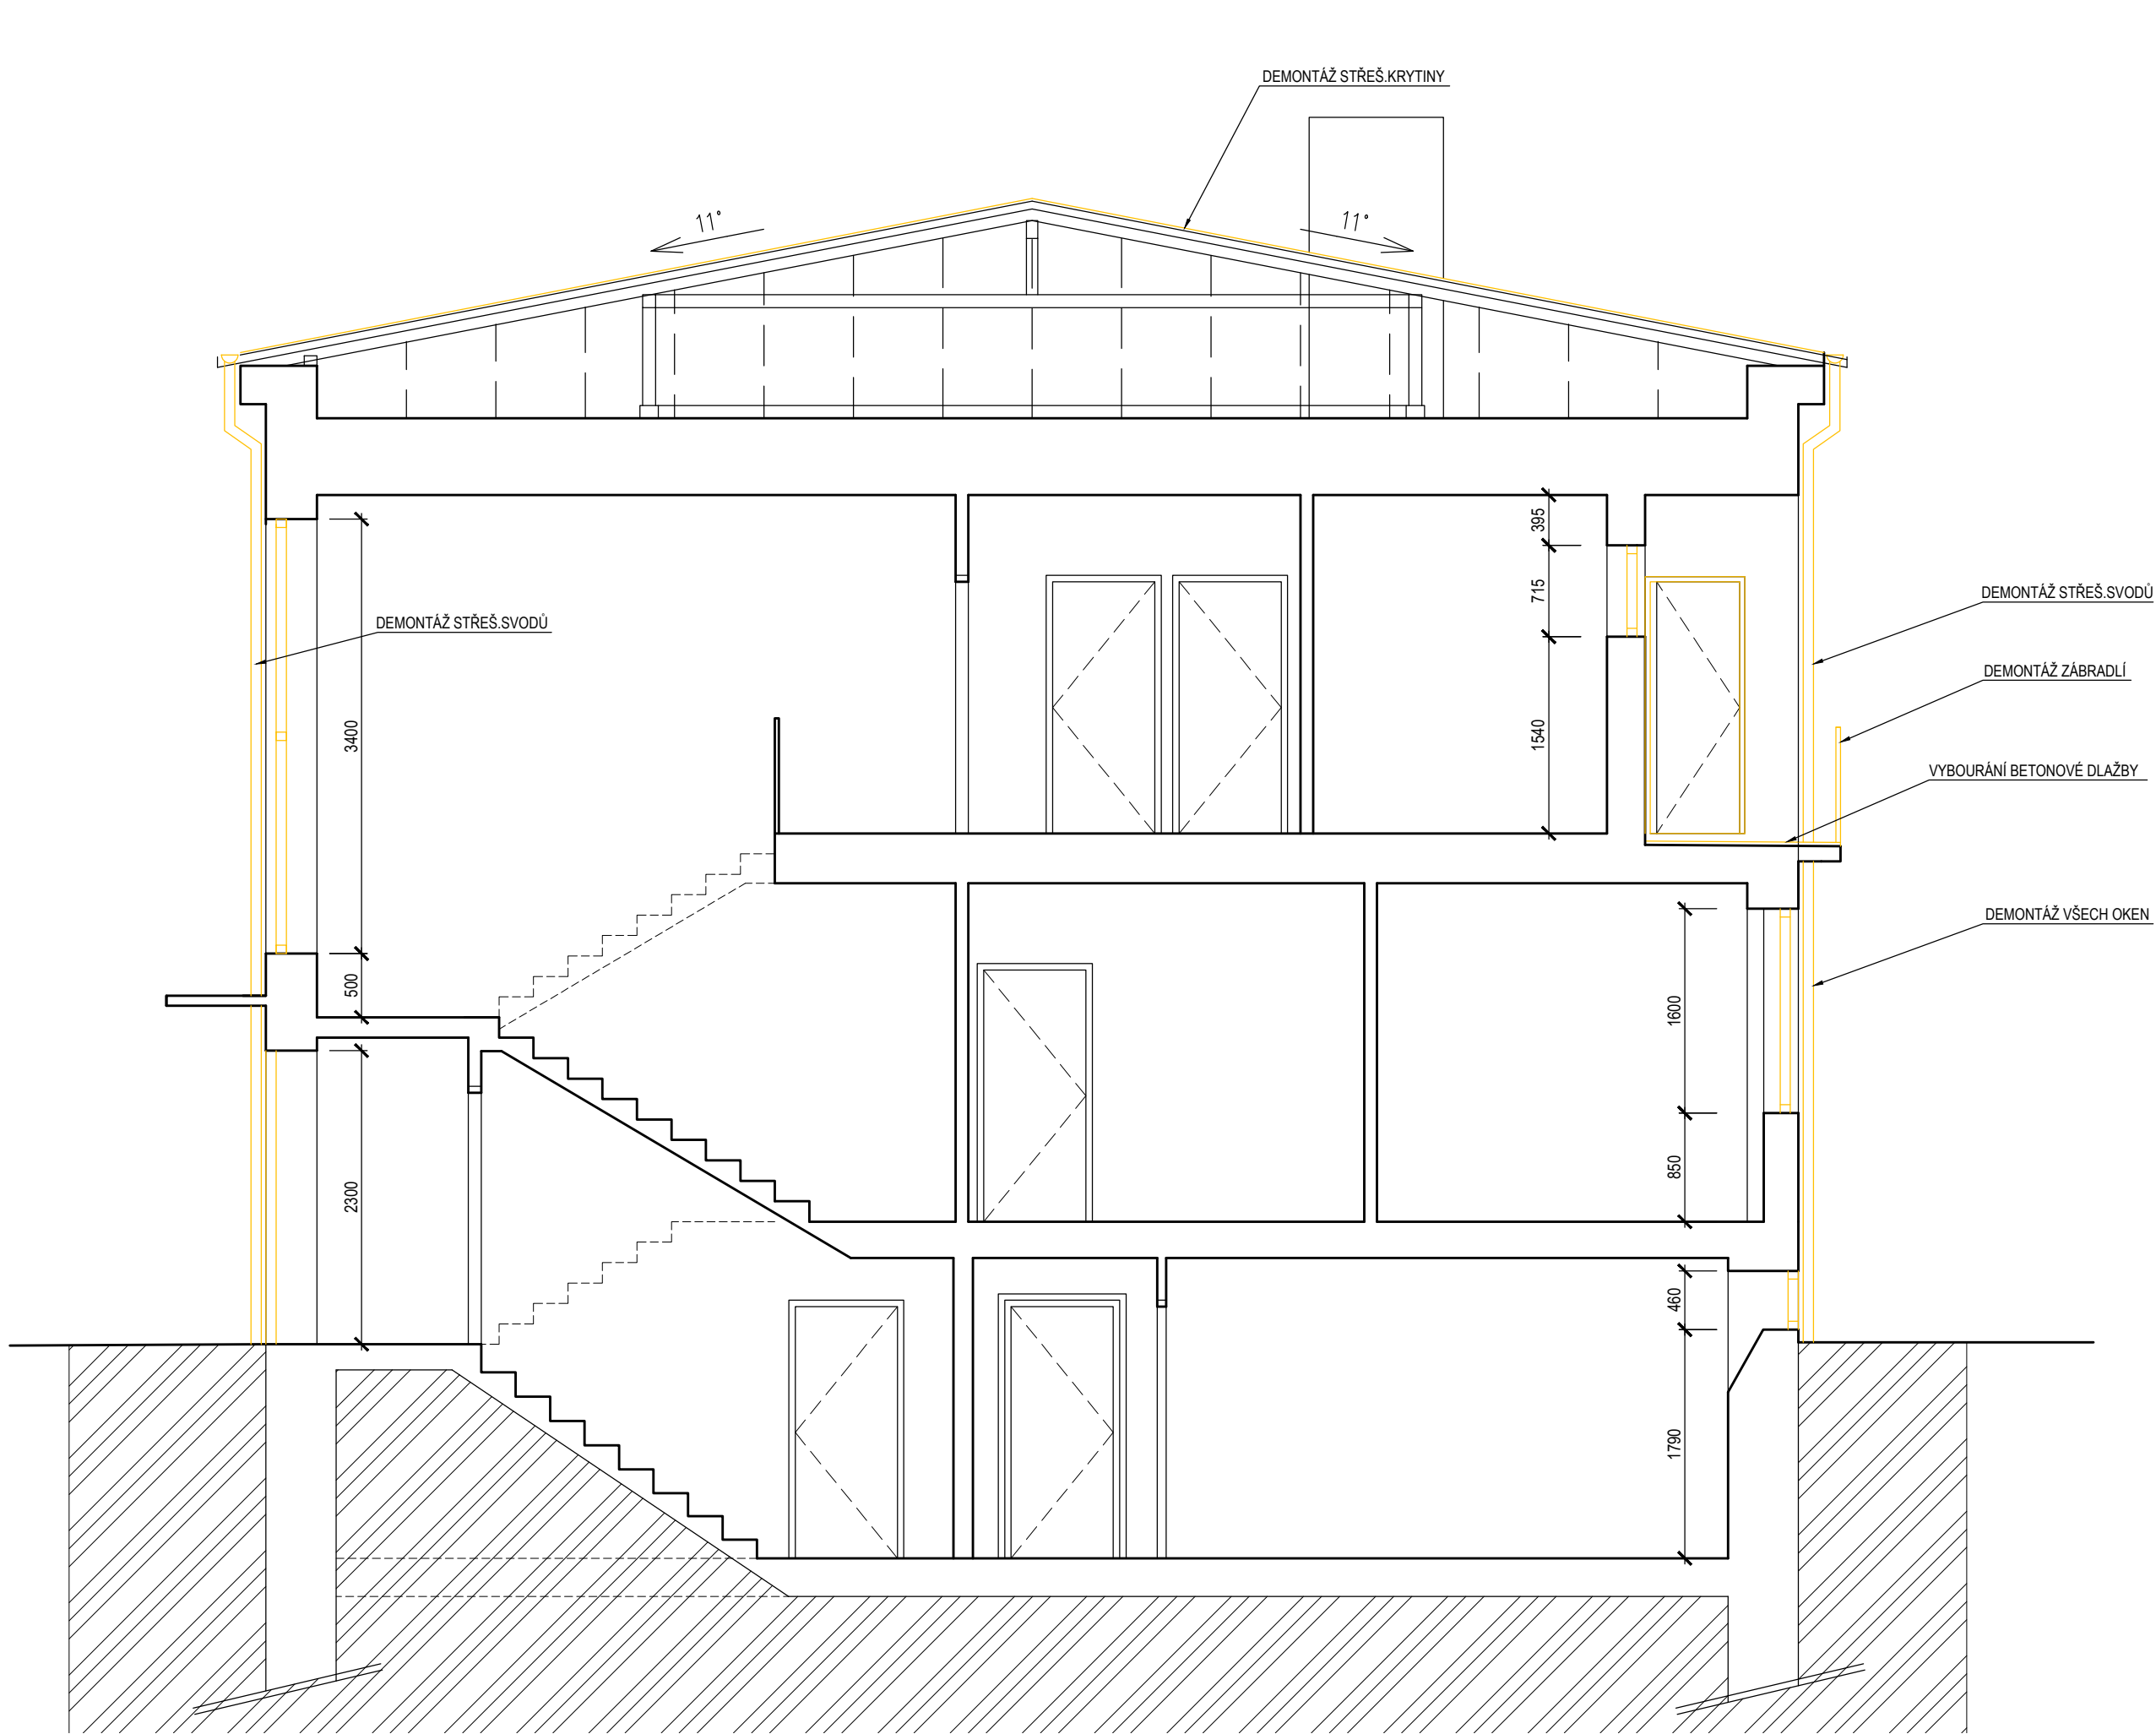 DEMONTÁŽ STŘEŠ.KRYTINY
11°
11°
395
715
1540
DEMONTÁŽ STŘEŠ.SVODŮ
DEMONTÁŽ STŘEŠ.SVODŮ
DEMONTÁŽ ZÁBRADLÍ
3400
VYBOURÁNÍ BETONOVÉ DLAŽBY
DEMONTÁŽ VŠECH OKEN
500
1600
850
2300
460
1790